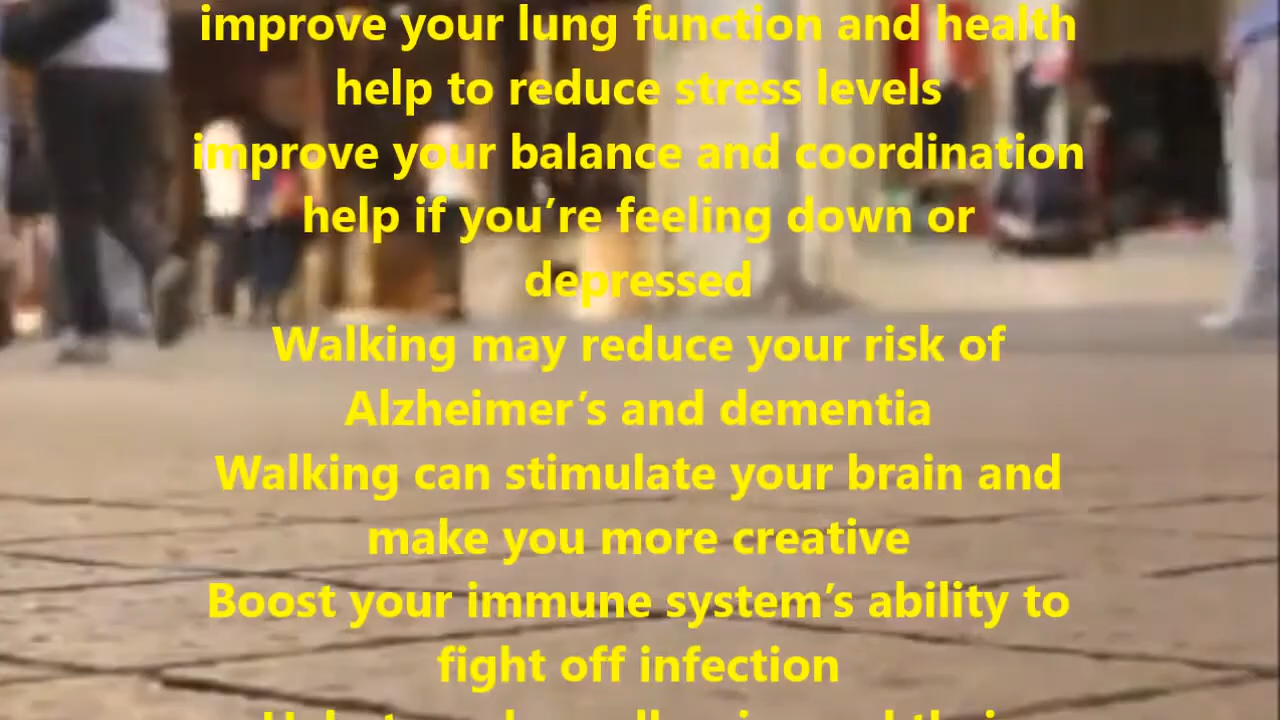 improve your lung function and health
help to reduce stress levels
improve your balance and coordination
help if you’re feeling down or
depressed
Walking may reduce your risk of
Alzheimer’s and dementia
Walking can stimulate your brain and
make you more creative
Boost your immune system’s ability to
fight off infection